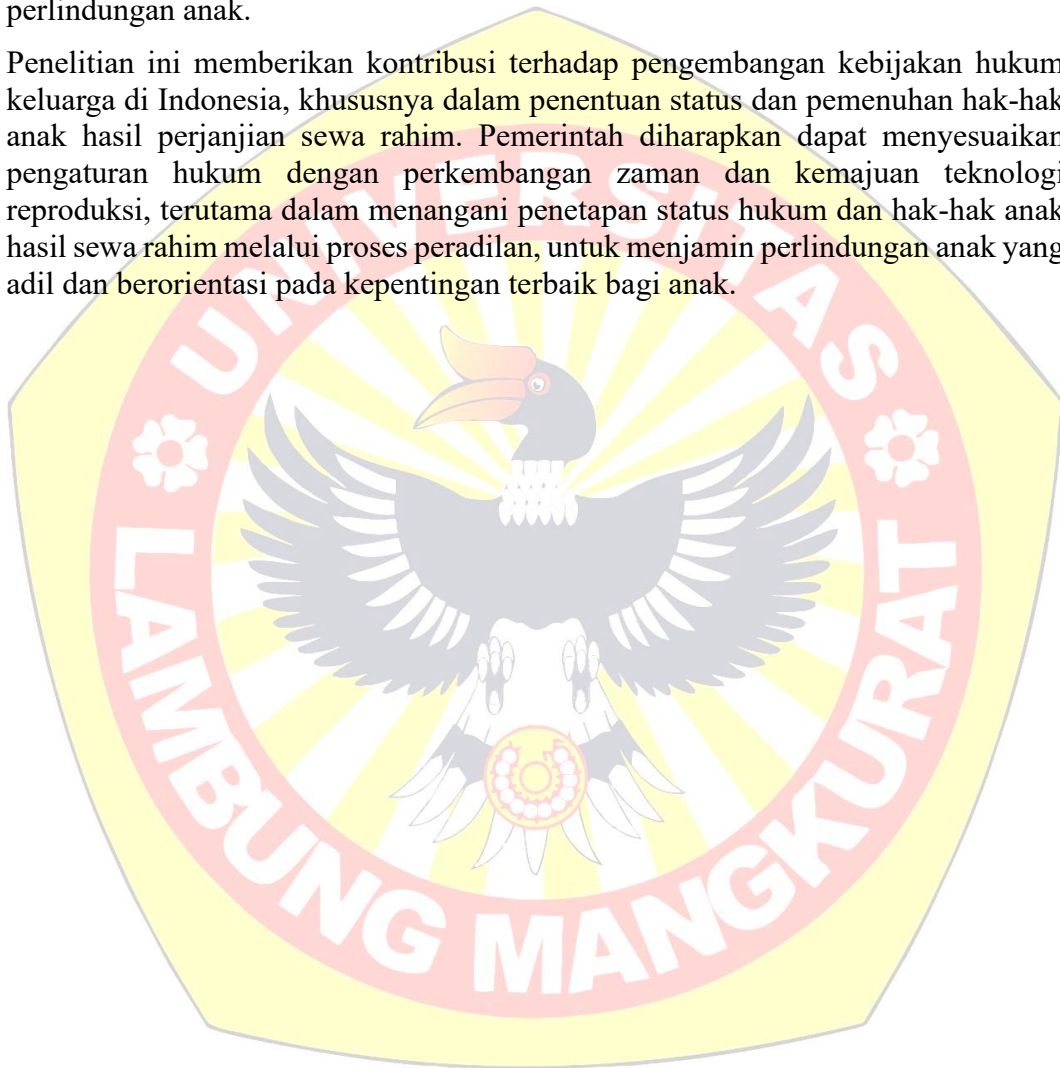 perlindungan anak.
Penelitian ini memberikan kontribusi terhadap pengembangan kebijakan hukum
keluarga di Indonesia, khususnya dalam penentuan status dan pemenuhan hak-hak
anak hasil perjanjian sewa rahim. Pemerintah diharapkan dapat menyesuaikan
pengaturan hukum dengan perkembangan zaman dan kemajuan teknologi
reproduksi, terutama dalam menangani penetapan status hukum dan hak-hak anak
hasil sewa rahim melalui proses peradilan, untuk menjamin perlindungan anak yang
adil dan berorientasi pada kepentingan terbaik bagi anak.
UNIVERSITAS
LAMBUNG MANGKURAT